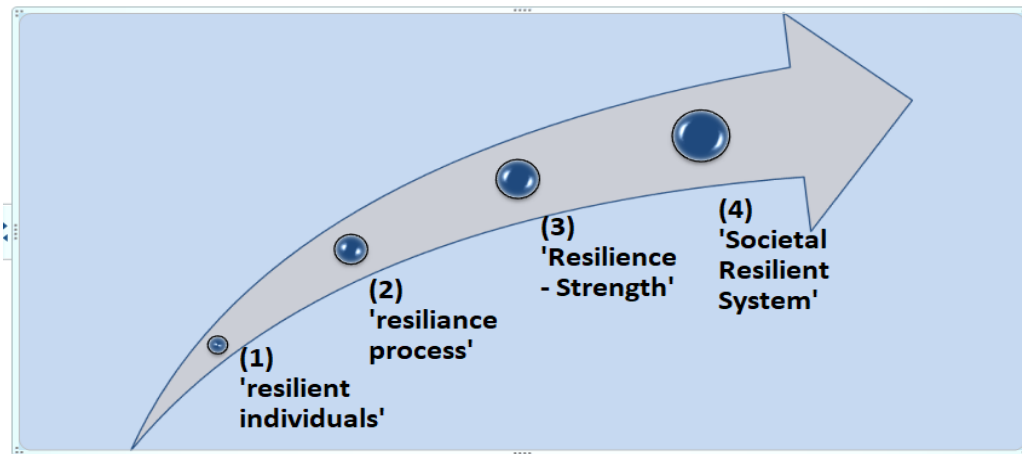 (1)
'resilient
individuals'
(2)
'resiliance
process'
(3)
'Resilience
- Strength'
(4)
'Societal
Resilient
System'